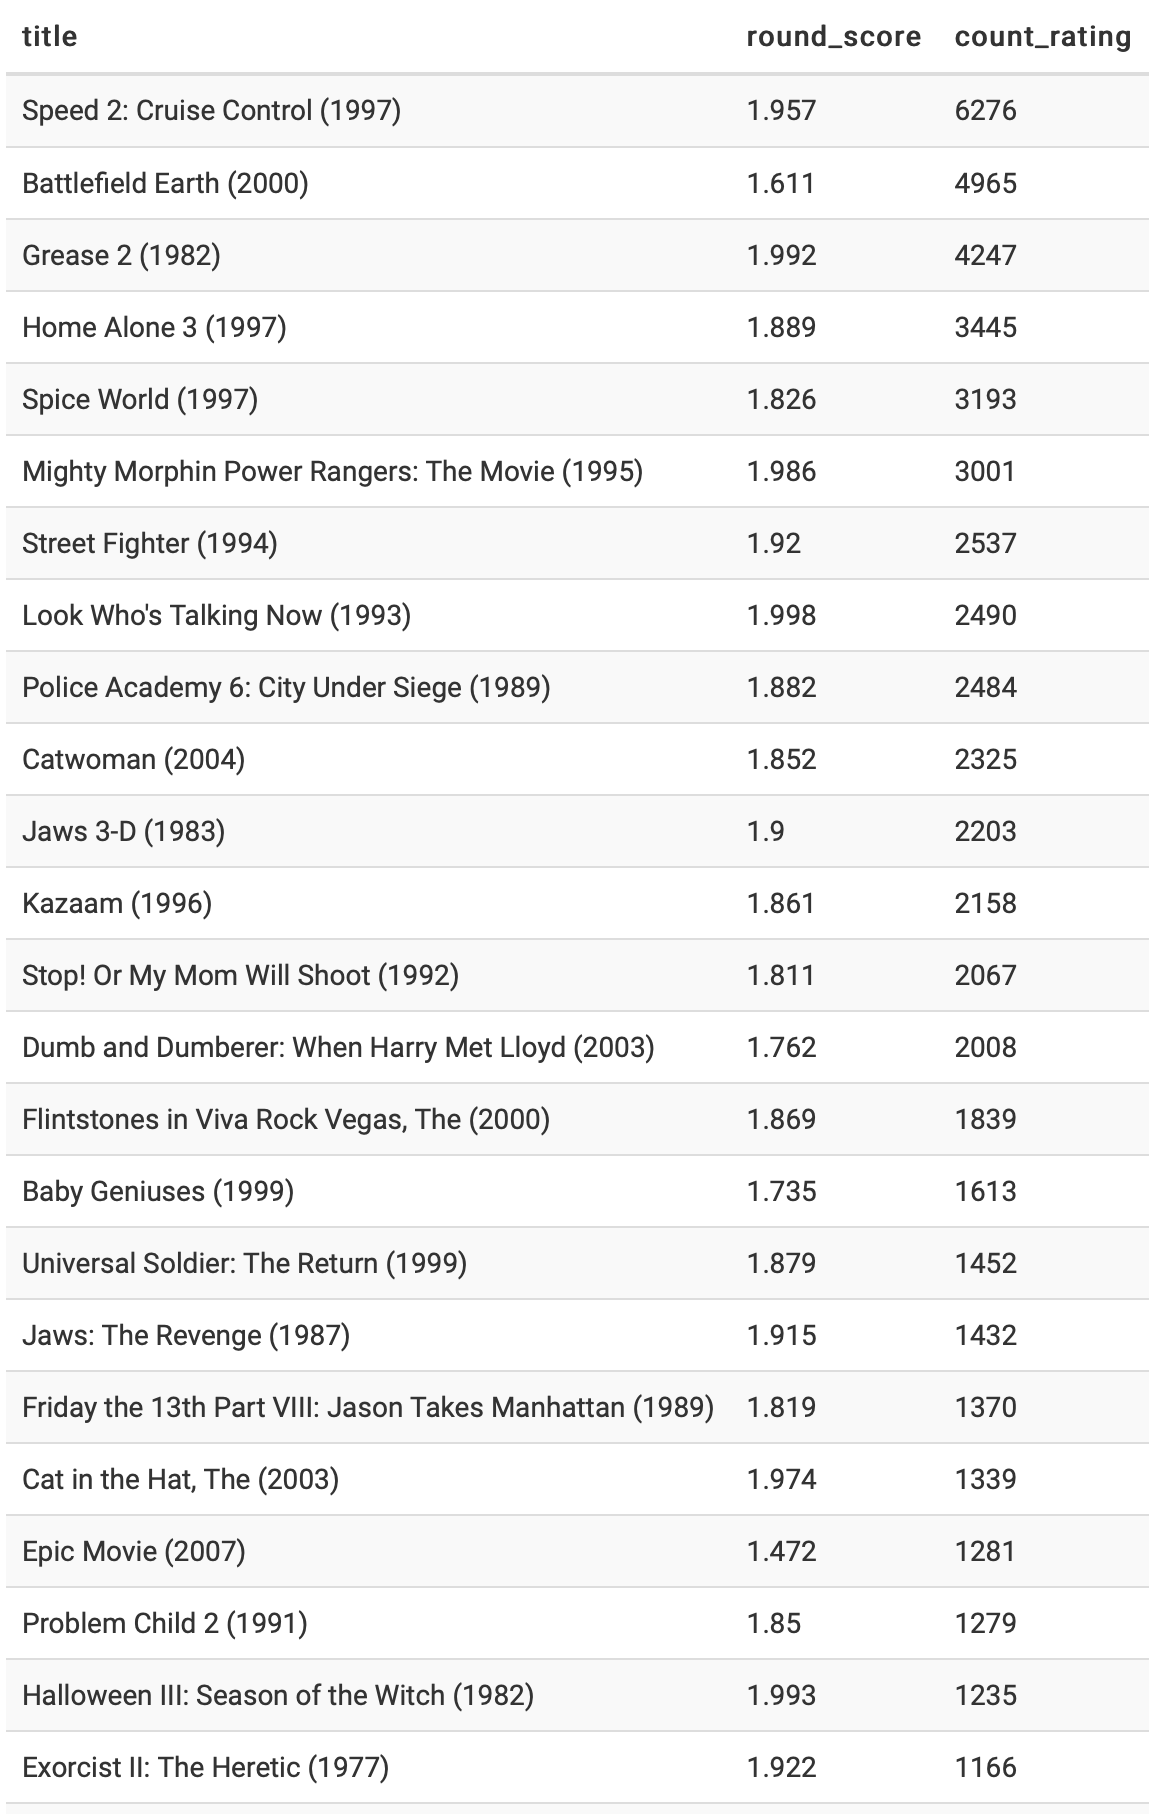 title round_score count_rating
Speed 2: Cruise Control (1997) 1.957 6276
Battlefield Earth (2000) 1.611 4965
Grease 2 (1982) 1.992 4247
Home Alone 3 (1997) 1.889 3445
Spice World (1997) 1.826 3193
Mighty Morphin Power Rangers: The Movie (1995) 1.986 3001
Street Fighter (1994) 1.92 2537
Look Who's Talking Now (1993) 1.998 2490
Police Academy 6: City Under Siege (1989) 1.882 2484
Catwoman (2004) 1.852 2325
Jaws 3-D (1983) 1.9 2203
Kazaam (1996) 1.861 2158
Stop! Or My Mom Will Shoot (1992) 1.811 2067
Dumb and Dumberer: When Harry Met Lloyd (2003) 1.762 2008
Flintstones in Viva Rock Vegas, The (2000) 1.869 1839
Baby Geniuses (1999) 1.735 1613
Universal Soldier: The Return (1999) 1.879 1452
Jaws: The Revenge (1987) 1.915 1432
Friday the 13th Part VIII: Jason Takes Manhattan (1989) 1.819 1370
Cat in the Hat, The (2003) 1.974 1339
Epic Movie (2007) 1.472 1281
Problem Child 2 (1991) 1.85 1279
Halloween III: Season of the Witch (1982) 1.993 1235
Exorcist II: The Heretic (1977) 1.922 1166